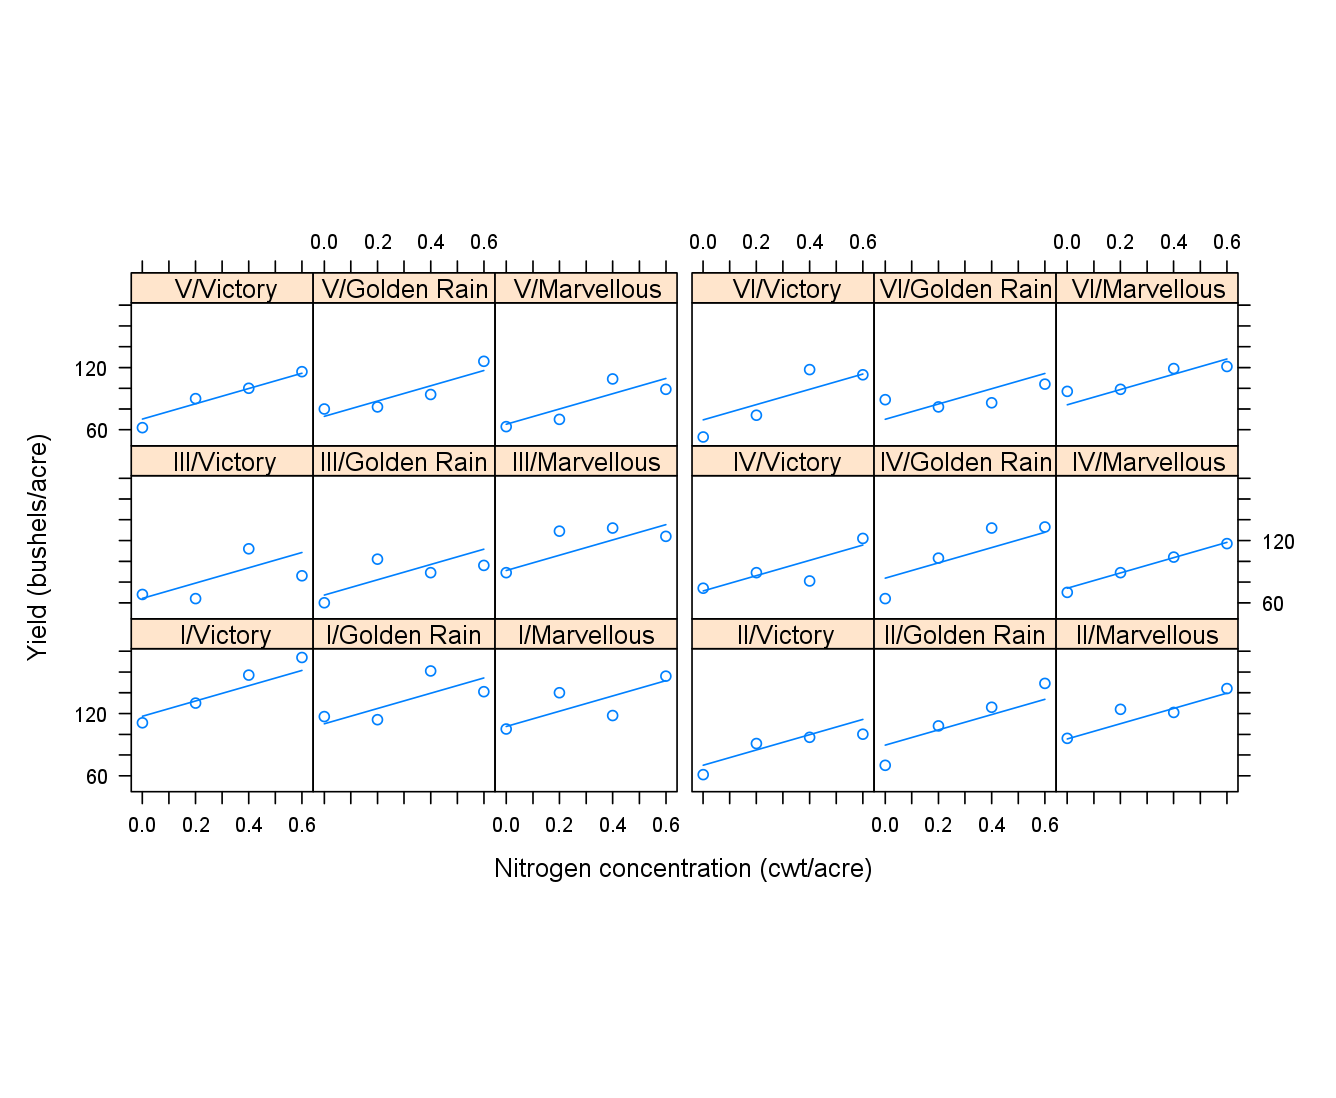 0.0 0.2 0.4 0.6 0.0 0.2 0.4 0.6 0.0 0.2 0.4 0.6
V/Victory V/Golden Rain V/Marvellous VI/Victory VI/Golden Rain VI/Marvellous
120
60
III/Victory III/Golden Rain III/Marvellous IV/Victory IV/Golden Rain IV/Marvellous
120
60
I/Victory I/Golden Rain I/Marvellous II/Victory II/Golden Rain II/Marvellous
120
60
0.0 0.2 0.4 0.6 0.0 0.2 0.4 0.6 0.0 0.2 0.4 0.6
Nitrogen concentration (cwt/acre)
Yield (bushels/acre)